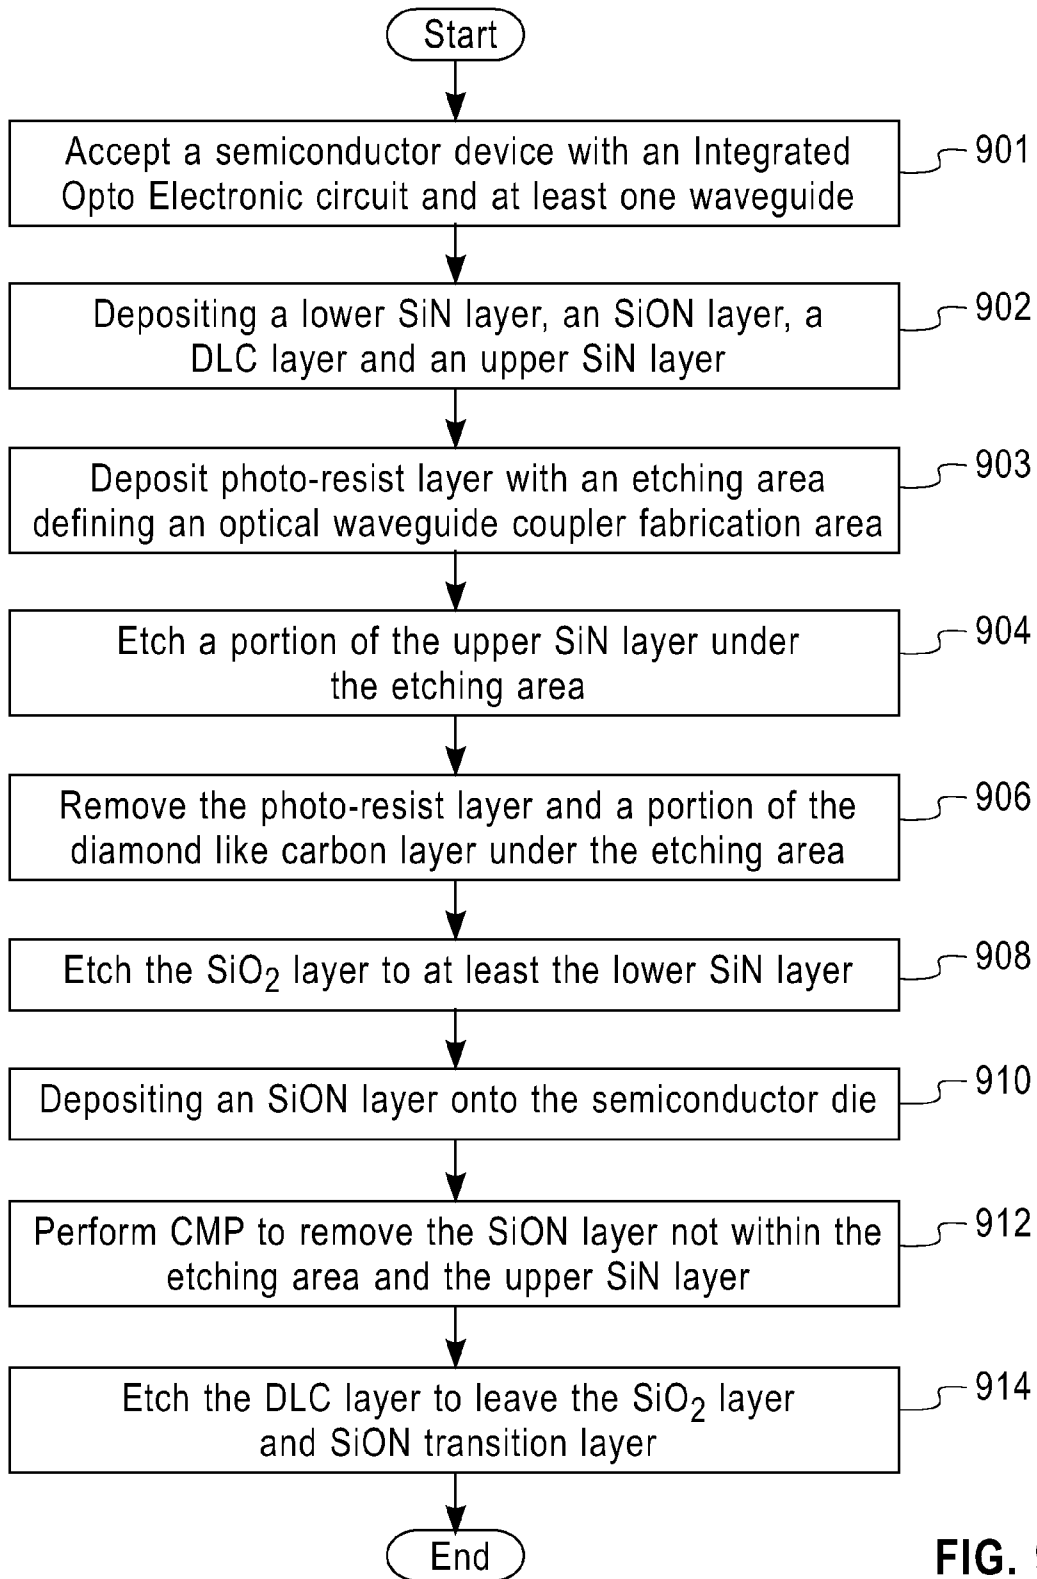 Start
Accept a semiconductor device with an Integrated
Opto Electronic circuit and at least one waveguide
901
Depositing a lower SiN layer, an SiON layer, a
DLC layer and an upper SiN layer
902
Deposit photo-resist layer with an etching area
defining an optical waveguide coupler fabrication area
903
Etch a portion of the upper SiN layer under
the etching area
904
Remove the photo-resist layer and a portion of the
diamond like carbon layer under the etching area
906
Etch the SiO₂ layer to at least the lower SiN layer
908
Depositing an SiON layer onto the semiconductor die
910
Perform CMP to remove the SiON layer not within the
etching area and the upper SiN layer
912
Etch the DLC layer to leave the SiO₂ layer
and SiON transition layer
914
End
FIG.